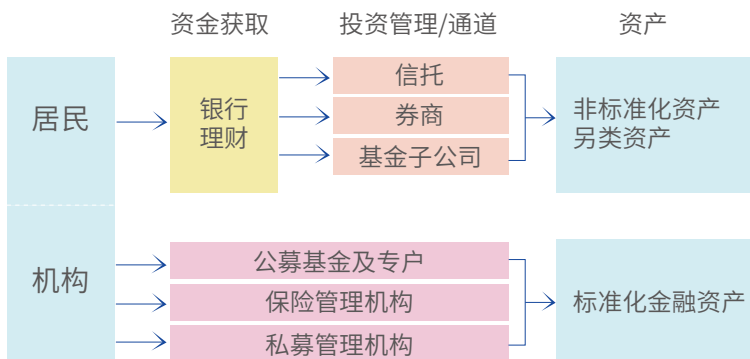 资金获取
投资管理/通道
资产
居民
银行
理财
信托
券商
基金子公司
非标准化资产
另类资产
机构
公募基金及专户
保险管理机构
私募管理机构
标准化金融资产